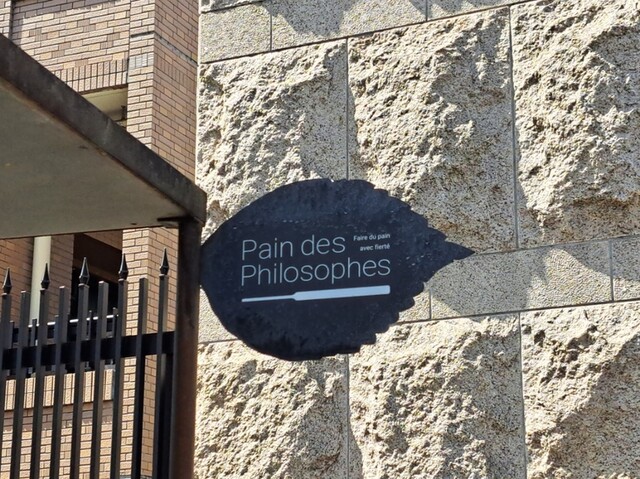 Pain des
Philosophes
Faire du pain
avec fierté